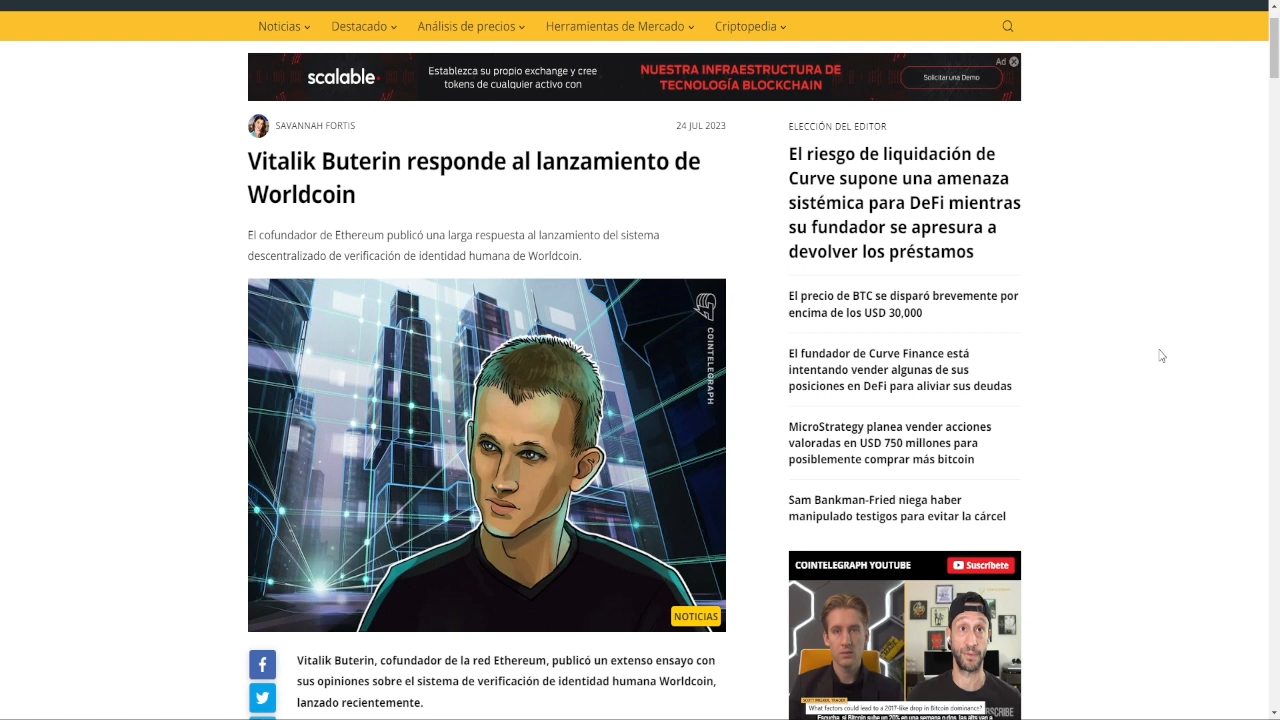 Noticias
Destacado
Análisis de precios
Herramientas de Mercado
Criptopedia
scalable
Establezca su propio exchange y cree
tokens de cualquier activo con
NUESTRA INFRAESTRUCTURA DE
TECNOLOGÍA BLOCKCHAIN
Solicitar una Demo
Ad
SAVANNAH FORTIS
24 JUL 2023
Vitalik Buterin responde al lanzamiento de
Worldcoin
El cofundador de Ethereum publicó una larga respuesta al lanzamiento del sistema
descentralizado de verificación de identidad humana de Worldcoin.
COINTELEGRAPH
NOTICIAS
Vitalik Buterin, cofundador de la red Ethereum, publicó un extenso ensayo con
sus opiniones sobre el sistema de verificación de identidad humana Worldcoin,
lanzado recientemente.
ELECCIÓN DEL EDITOR
El riesgo de liquidación de
Curve supone una amenaza
sistémica para DeFi mientras
su fundador se apresura a
devolver los préstamos
El precio de BTC se disparó brevemente por
encima de los USD 30,000
El fundador de Curve Finance está
intentando vender algunas de sus
posiciones en DeFi para aliviar sus deudas
MicroStrategy planea vender acciones
valoradas en USD 750 millones para
posiblemente comprar más bitcoin
Sam Bankman-Fried niega haber
manipulado testigos para evitar la cárcel
COINTELEGRAPH YOUTUBE
Suscríbete
What factors could lead to a 2017-like drop in Bitcoin dominance?